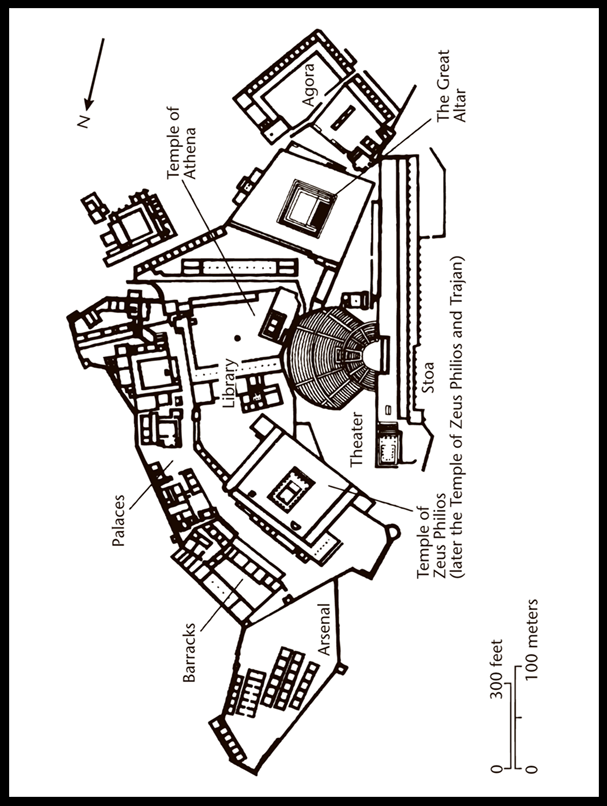 N
Agora
The Great
Altar
Temple of
Athena
Library
Palaces
Theater
Stoa
Barracks
Temple of
Zeus Philios
(later the Temple of Zeus Philios and Trajan)
Arsenal
0 300 feet
0 100 meters